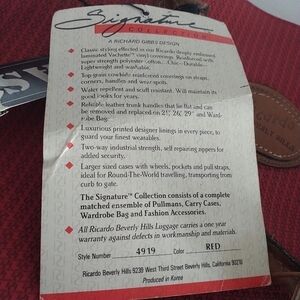 Signature
COLLECTION
A RICHARD GIBBS DESIGN
Classic styling effected in our Ricardo deeply embossed,
laminated Vachette™ vinyl coverings. Reinforced with
super strength polyester cotton. Chic - Durable -
Lightweight and washable.
Top-grain cowhide reinforced coverings on straps,
corners, handles and wear-spots.
Water repellent and scuff resistant. Will maintain its
good looks for years.
Reliable leather trunk handles that lie flat and can
be removed and replaced on 21", 26", 29" and Ward-
robe Bag.
Luxurious printed designer linings in every piece, to
guard your finest wearables.
Two-way industrial strength, self repairing zippers for
added security.
Larger sized cases with wheels, pockets and pull straps,
ideal for Round-The-World travelling, transporting from
curb to gate.
The Signature™ Collection consists of a complete
matched ensemble of Pullmans, Carry Cases,
Wardrobe Bag and Fashion Accessories.
All Ricardo Beverly Hills Luggage carries a one year
warranty against defects in workmanship and materials.
Style Number 4919 Color RED
Ricardo Beverly Hills 9239 West Third Street Beverly Hills, California 90210
Produced in Korea